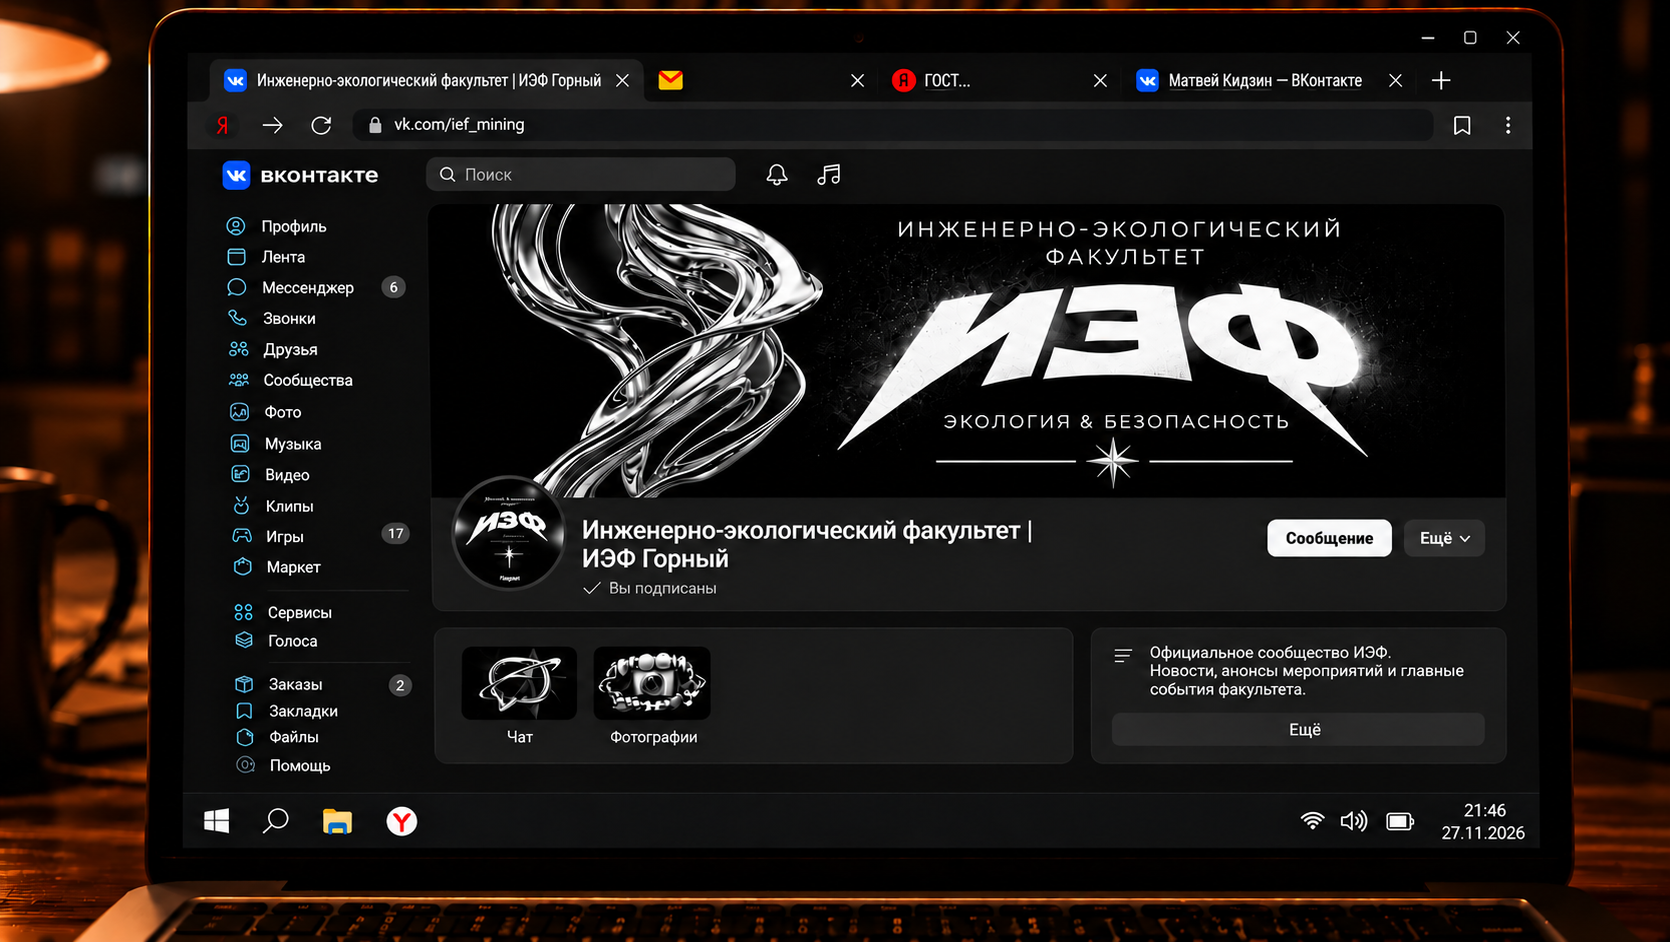 Инженерно-экологический факультет | ИЭФ Горный
Я ГОСТ...
Матвей Кидзин — ВКонтакте
Я
vk.com/ief_mining
вконтакте
Поиск
Профиль
Лента
Мессенджер 6
Звонки
Друзья
Сообщества
Фото
Музыка
Видео
Клипы
Игры 17
Маркет
Сервисы
Голоса
Заказы 2
Закладки
Файлы
Помощь
ИНЖЕНЕРНО-ЭКОЛОГИЧЕСКИЙ
ФАКУЛЬТЕТ
ИЭФ
ЭКОЛОГИЯ & БЕЗОПАСНОСТЬ
ИЭФ
Инженерно-экологический факультет |
ИЭФ Горный
Вы подписаны
Сообщение
Ещё
Чат
Фотографии
Официальное сообщество ИЭФ.
Новости, анонсы мероприятий и главные
события факультета.
Ещё
Y
21:46
27.11.2026